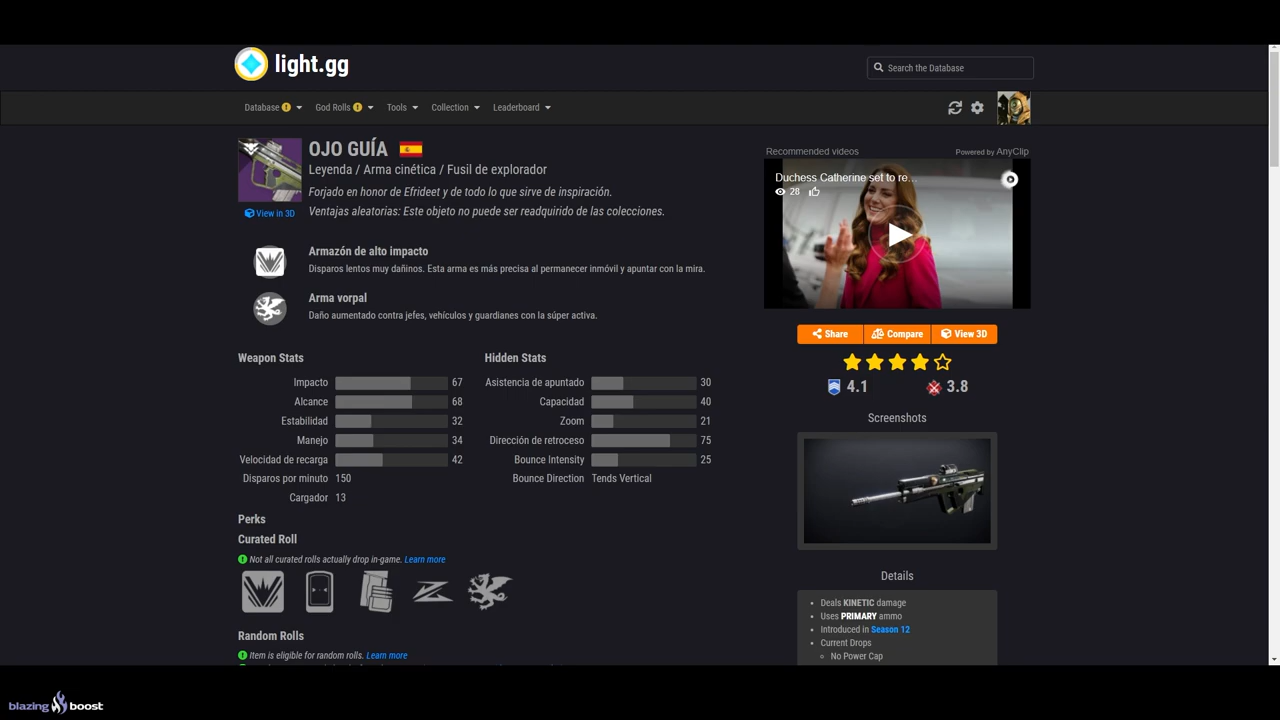 light.gg
Search the Database
Database God Rolls Tools Collection Leaderboard
OJO GUÍA
Leyenda / Arma cinética / Fusil de explorador
Forjado en honor de Efrideet y de todo lo que sirve de inspiración.
View in 3D
Ventajas aleatorias: Este objeto no puede ser readquirido de las colecciones.
Armazón de alto impacto
Disparos lentos muy dañinos. Esta arma es más precisa al permanecer inmóvil y apuntar con la mira.
Arma vorpal
Daño aumentado contra jefes, vehículos y guardianes con la súper activa.
Weapon Stats
Impacto 67
Alcance 68
Estabilidad 32
Manejo 34
Velocidad de recarga 42
Disparos por minuto 150
Cargador 13
Hidden Stats
Asistencia de apuntado 30
Capacidad 40
Zoom 21
Dirección de retroceso 75
Bounce Intensity 25
Bounce Direction Tends Vertical
Perks
Curated Roll
Not all curated rolls actually drop in-game. Learn more
Random Rolls
Item is eligible for random rolls. Learn more
Recommended videos Powered by AnyClip
Duchess Catherine set to re...
28
Share Compare View 3D
4.1 3.8
Screenshots
Details
Deals KINETIC damage
Uses PRIMARY ammo
Introduced in Season 12
Current Drops
No Power Cap
blazing boost